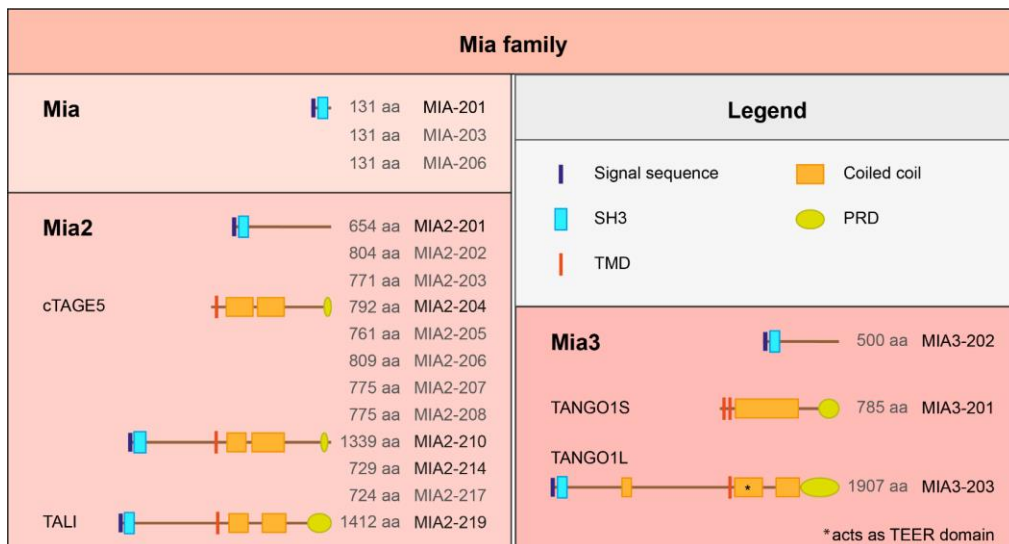 Mia family
Mia
131 aa MIA-201
131 aa MIA-203
131 aa MIA-206
Mia2
654 aa MIA2-201
804 aa MIA2-202
771 aa MIA2-203
cTAGE5 792 aa MIA2-204
761 aa MIA2-205
809 aa MIA2-206
775 aa MIA2-207
775 aa MIA2-208
1339 aa MIA2-210
729 aa MIA2-214
724 aa MIA2-217
TALI 1412 aa MIA2-219
Legend
Signal sequence Coiled coil
SH3 PRD
TMD
Mia3 500 aa MIA3-202
TANGO1S 785 aa MIA3-201
TANGO1L
* 1907 aa MIA3-203
*acts as TEER domain